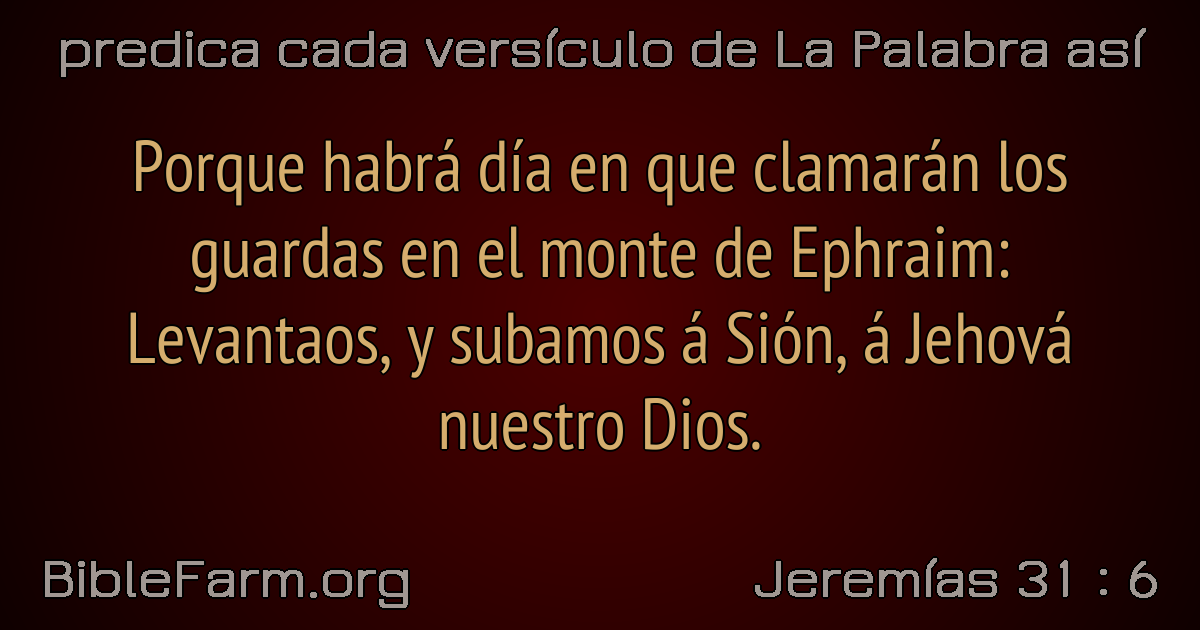 predica cada versículo de La Palabra así
Porque habrá día en que clamarán los
guardas en el monte de Ephraim:
Levantaos, y subamos á Sión, á Jehová
nuestro Dios.
BibleFarm.org
Jeremías 31 : 6